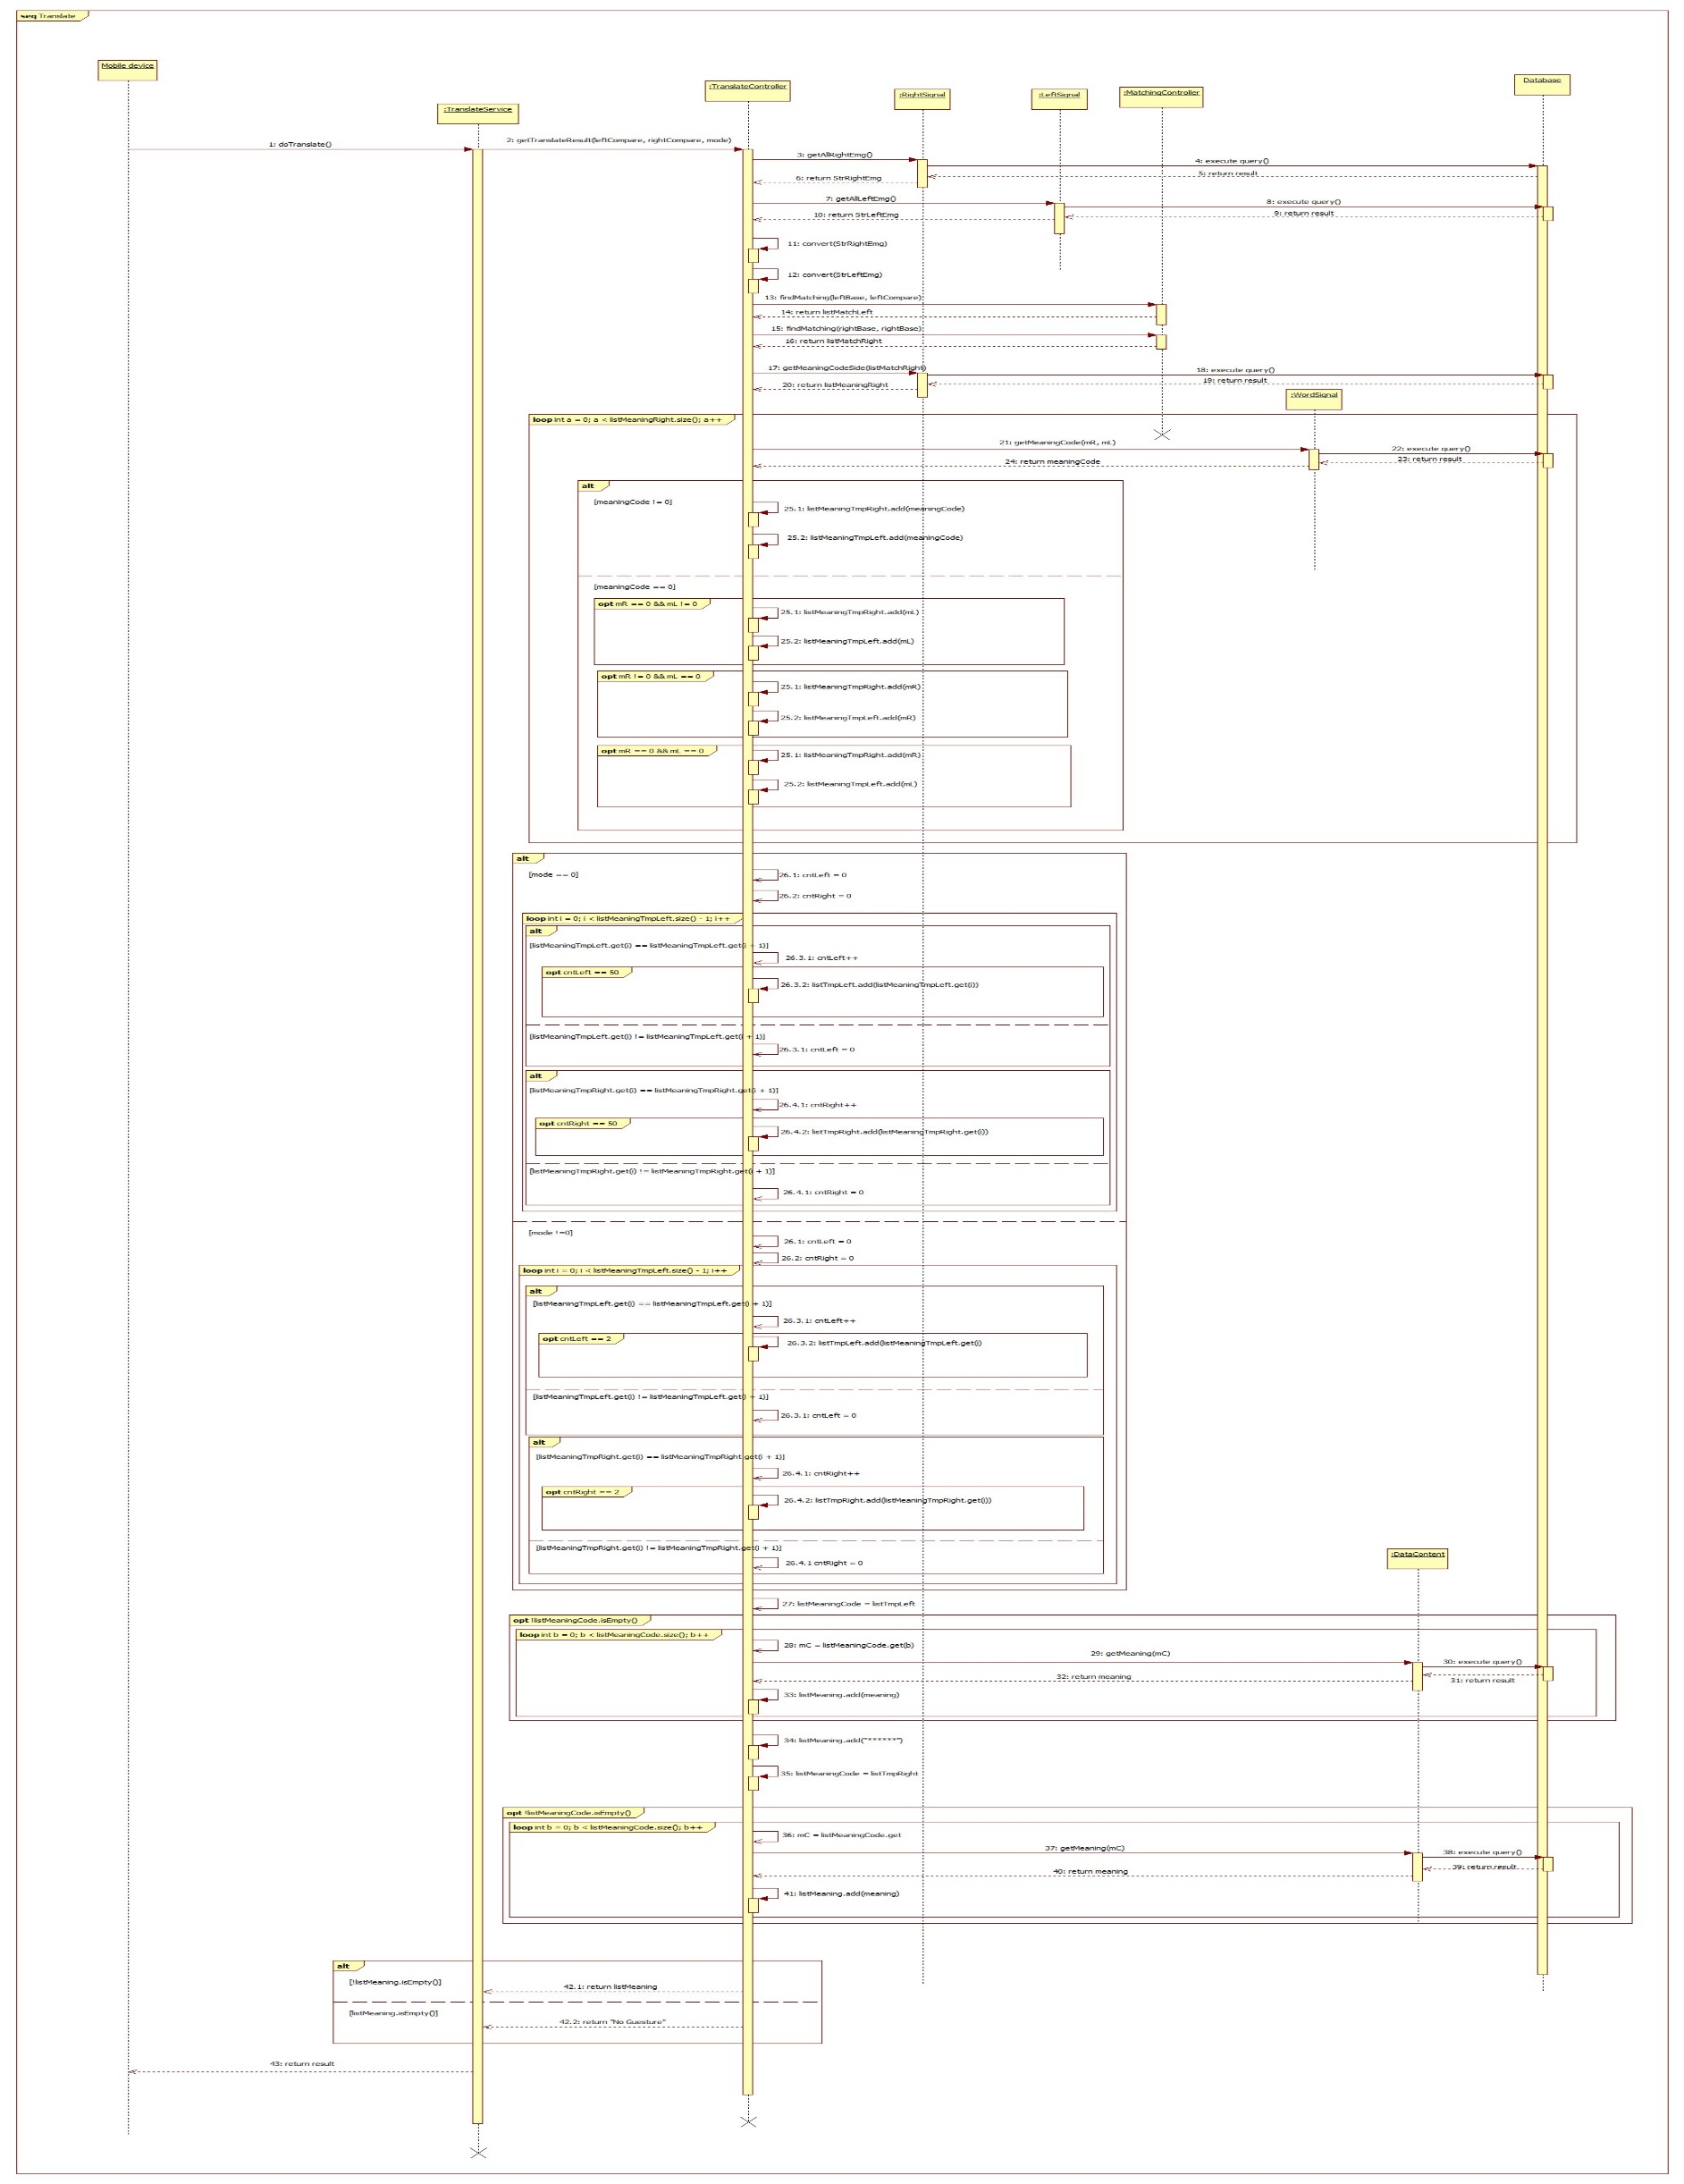 seq Translate
Mobile device
:TranslateService
:TranslateController
:RightSignal
:LeftSignal
:MatchingController
Database
1: doTranslate()
2: getTranslateResult(leftCompare, rightCompare, mode)
3: getAllRightEmg()
4: execute query()
5: return result
6: return StrRightEmg
7: getAllLeftEmg()
8: execute query()
9: return result
10: return StrLeftEmg
11: convert(StrRightEmg)
12: convert(StrLeftEmg)
13: findMatching(leftBase, leftCompare)
14: return listMatchLeft
15: findMatching(rightBase, rightBase)
16: return listMatchRight
17: getMeaningCodeSide(listMatchRight)
18: execute query()
19: return result
20: return listMeaningRight
:WordSignal
loop int a = 0; a < listMeaningRight.size(); a++
21: getMeaningCode(mR, mL)
22: execute query()
23: return result
24: return meaningCode
alt
[meaningCode != 0]
25.1: listMeaningTmpRight.add(meaningCode)
25.2: listMeaningTmpLeft.add(meaningCode)
[meaningCode == 0]
opt mR == 0 && mL != 0
25.1: listMeaningTmpRight.add(mL)
25.2: listMeaningTmpLeft.add(mL)
opt mR != 0 && mL == 0
25.1: listMeaningTmpRight.add(mR)
25.2: listMeaningTmpLeft.add(mR)
opt mR == 0 && mL == 0
25.1: listMeaningTmpRight.add(mR)
25.2: listMeaningTmpLeft.add(mL)
alt
[mode == 0]
26.1: cntLeft = 0
26.2: cntRight = 0
loop int i = 0; i < listMeaningTmpLeft.size() - 1; i++
alt
[listMeaningTmpLeft.get(i) == listMeaningTmpLeft.get(i + 1)]
26.3.1: cntLeft++
opt cntLeft == 50
26.3.2: listTmpLeft.add(listMeaningTmpLeft.get(i))
[listMeaningTmpLeft.get(i) != listMeaningTmpLeft.get(i + 1)]
26.3.1: cntLeft = 0
alt
[listMeaningTmpRight.get(i) == listMeaningTmpRight.get(i + 1)]
26.4.1: cntRight++
opt cntRight == 50
26.4.2: listTmpRight.add(listMeaningTmpRight.get(i))
[listMeaningTmpRight.get(i) != listMeaningTmpRight.get(i + 1)]
26.4.1: cntRight = 0
[mode !=0]
26.1: cntLeft = 0
26.2: cntRight = 0
loop int i = 0; i < listMeaningTmpLeft.size() - 1; i++
alt
[listMeaningTmpLeft.get(i) == listMeaningTmpLeft.get(i + 1)]
26.3.1: cntLeft++
opt cntLeft == 2
26.3.2: listTmpLeft.add(listMeaningTmpLeft.get(i)
[listMeaningTmpLeft.get(i) != listMeaningTmpLeft.get(i + 1)]
26.3.1: cntLeft = 0
alt
[listMeaningTmpRight.get(i) == listMeaningTmpRight.get(i + 1)]
26.4.1: cntRight++
opt cntRight == 2
26.4.2: listTmpRight.add(listMeaningTmpRight.get(i))
[listMeaningTmpRight.get(i) != listMeaningTmpRight.get(i + 1)]
26.4.1 cntRight = 0
:DataContent
27: listMeaningCode = listTmpLeft
opt !listMeaningCode.isEmpty()
loop int b = 0; b < listMeaningCode.size(); b++
28: mC = listMeaningCode.get(b)
29: getMeaning(mC)
30: execute query()
31: return result
32: return meaning
33: listMeaning.add(meaning)
34: listMeaning.add("******")
35: listMeaningCode = listTmpRight
opt !listMeaningCode.isEmpty()
loop int b = 0; b < listMeaningCode.size(); b++
36: mC = listMeaningCode.get
37: getMeaning(mC)
38: execute query()
39: return result
40: return meaning
41: listMeaning.add(meaning)
alt
[!listMeaning.isEmpty()]
42.1: return listMeaning
[listMeaning.isEmpty()]
42.2: return "No Guesture"
43: return result